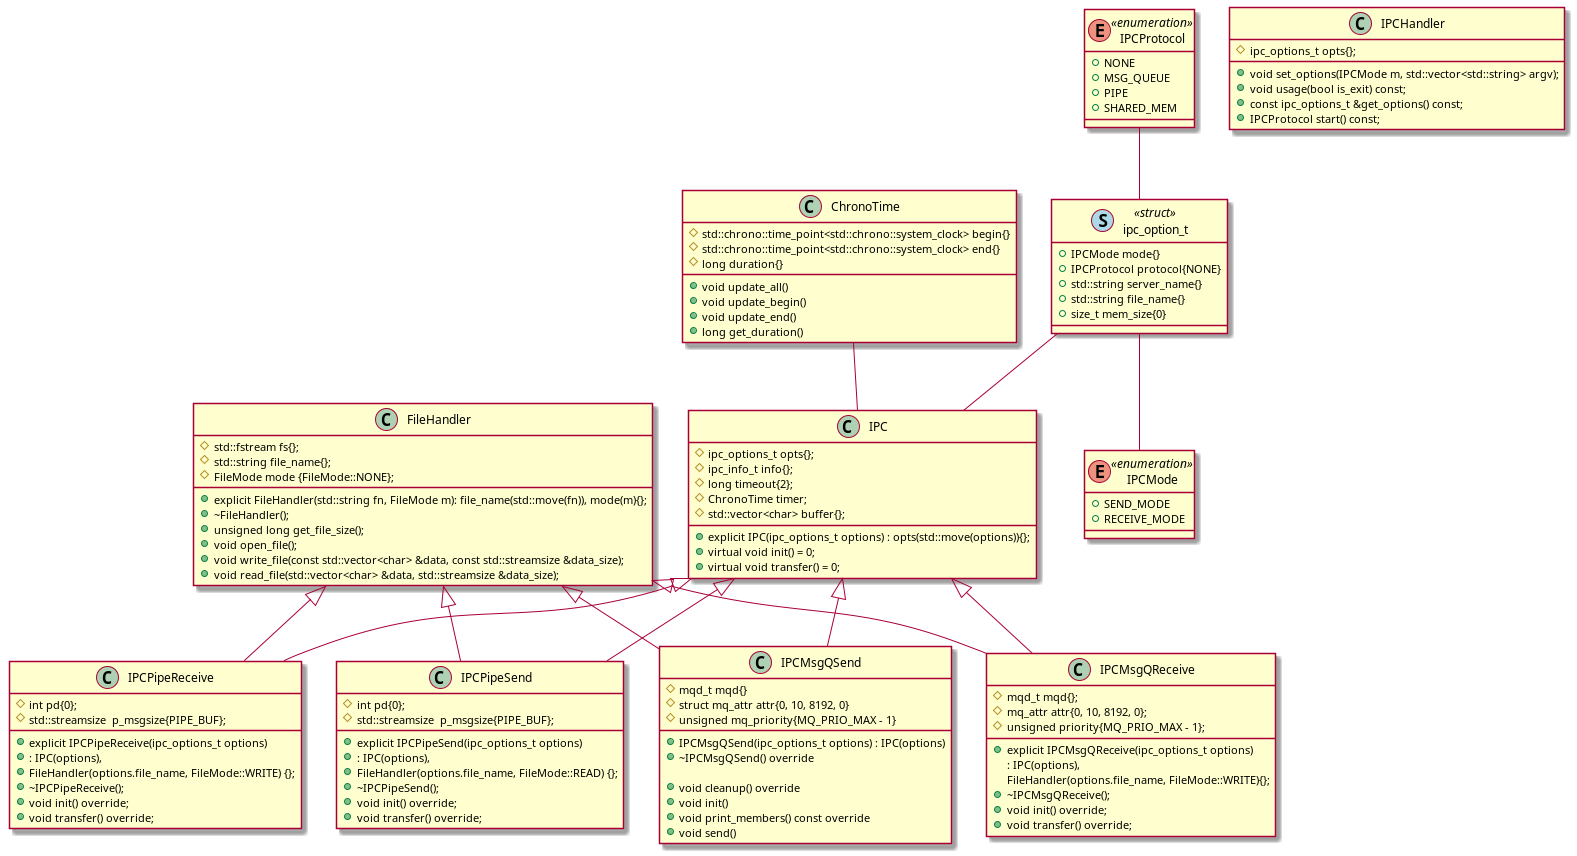 E
«enumeration»
IPCProtocol
NONE
MSG_QUEUE
PIPE
SHARED_MEM
C
IPCHandler
ipc_options_t opts{};
void set_options(IPCMode m, std::vector<std::string> argv);
void usage(bool is_exit) const;
const ipc_options_t &get_options() const;
IPCProtocol start() const;
C
ChronoTime
std::chrono::time_point<std::chrono::system_clock> begin{}
std::chrono::time_point<std::chrono::system_clock> end{}
long duration{}
void update_all()
void update_begin()
void update_end()
long get_duration()
S
«struct»
ipc_option_t
IPCMode mode{}
IPCProtocol protocol{NONE}
std::string server_name{}
std::string file_name{}
size_t mem_size{0}
C
FileHandler
std::fstream fs{};
std::string file_name{};
FileMode mode {FileMode::NONE};
explicit FileHandler(std::string fn, FileMode m): file_name(std::move(fn)), mode(m){};
~FileHandler();
unsigned long get_file_size();
void open_file();
void write_file(const std::vector<char> &data, const std::streamsize &data_size);
void read_file(std::vector<char> &data, std::streamsize &data_size);
C
IPC
ipc_options_t opts{};
ipc_info_t info{};
long timeout{2};
ChronoTime timer;
std::vector<char> buffer{};
explicit IPC(ipc_options_t options) : opts(std::move(options)){};
virtual void init() = 0;
virtual void transfer() = 0;
E
«enumeration»
IPCMode
SEND_MODE
RECEIVE_MODE
C
IPCPipeReceive
int pd{0};
std::streamsize  p_msgsize{PIPE_BUF};
explicit IPCPipeReceive(ipc_options_t options)
: IPC(options),
FileHandler(options.file_name, FileMode::WRITE) {};
~IPCPipeReceive();
void init() override;
void transfer() override;
C
IPCPipeSend
int pd{0};
std::streamsize  p_msgsize{PIPE_BUF};
explicit IPCPipeSend(ipc_options_t options)
: IPC(options),
FileHandler(options.file_name, FileMode::READ) {};
~IPCPipeSend();
void init() override;
void transfer() override;
C
IPCMsgQSend
mqd_t mqd{}
struct mq_attr attr{0, 10, 8192, 0}
unsigned mq_priority{MQ_PRIO_MAX - 1}
IPCMsgQSend(ipc_options_t options) : IPC(options)
~IPCMsgQSend() override
void cleanup() override
void init()
void print_members() const override
void send()
C
IPCMsgQReceive
mqd_t mqd{};
mq_attr attr{0, 10, 8192, 0};
unsigned priority{MQ_PRIO_MAX - 1};
explicit IPCMsgQReceive(ipc_options_t options)
: IPC(options),
FileHandler(options.file_name, FileMode::WRITE){};
~IPCMsgQReceive();
void init() override;
void transfer() override;